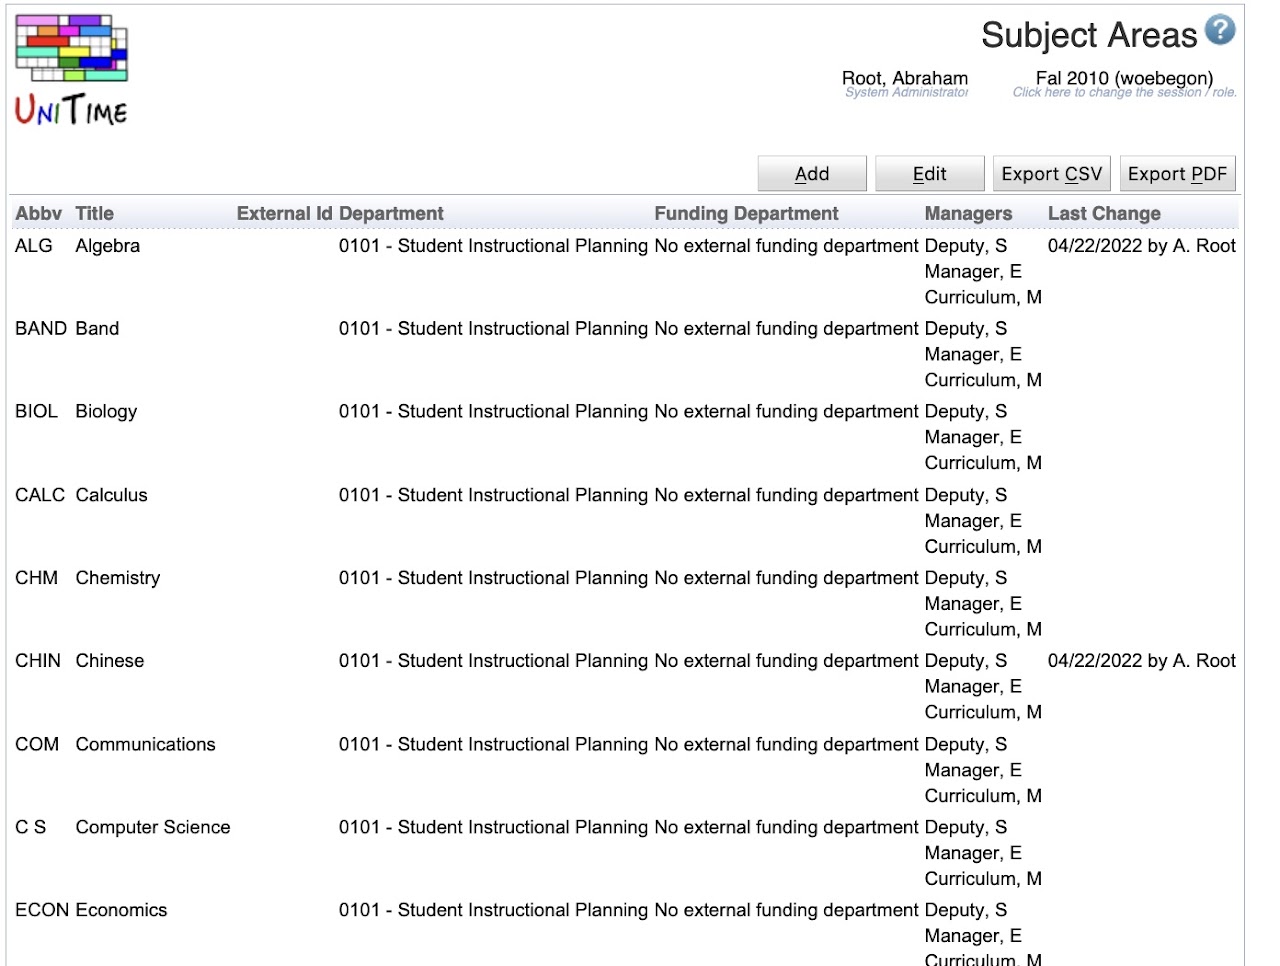 Subject Areas ?
UNITIME
Root, Abraham Fal 2010 (woebegon)
System Administrator Click here to change the session / role.
Add Edit Export CSV Export PDF
Abbv Title External Id Department Funding Department Managers Last Change
ALG Algebra 0101 - Student Instructional Planning No external funding department Deputy, S 04/22/2022 by A. Root
Manager, E
Curriculum, M
BAND Band 0101 - Student Instructional Planning No external funding department Deputy, S
Manager, E
Curriculum, M
BIOL Biology 0101 - Student Instructional Planning No external funding department Deputy, S
Manager, E
Curriculum, M
CALC Calculus 0101 - Student Instructional Planning No external funding department Deputy, S
Manager, E
Curriculum, M
CHM Chemistry 0101 - Student Instructional Planning No external funding department Deputy, S
Manager, E
Curriculum, M
CHIN Chinese 0101 - Student Instructional Planning No external funding department Deputy, S 04/22/2022 by A. Root
Manager, E
Curriculum, M
COM Communications 0101 - Student Instructional Planning No external funding department Deputy, S
Manager, E
Curriculum, M
C S Computer Science 0101 - Student Instructional Planning No external funding department Deputy, S
Manager, E
Curriculum, M
ECON Economics 0101 - Student Instructional Planning No external funding department Deputy, S
Manager, E
Curriculum, M